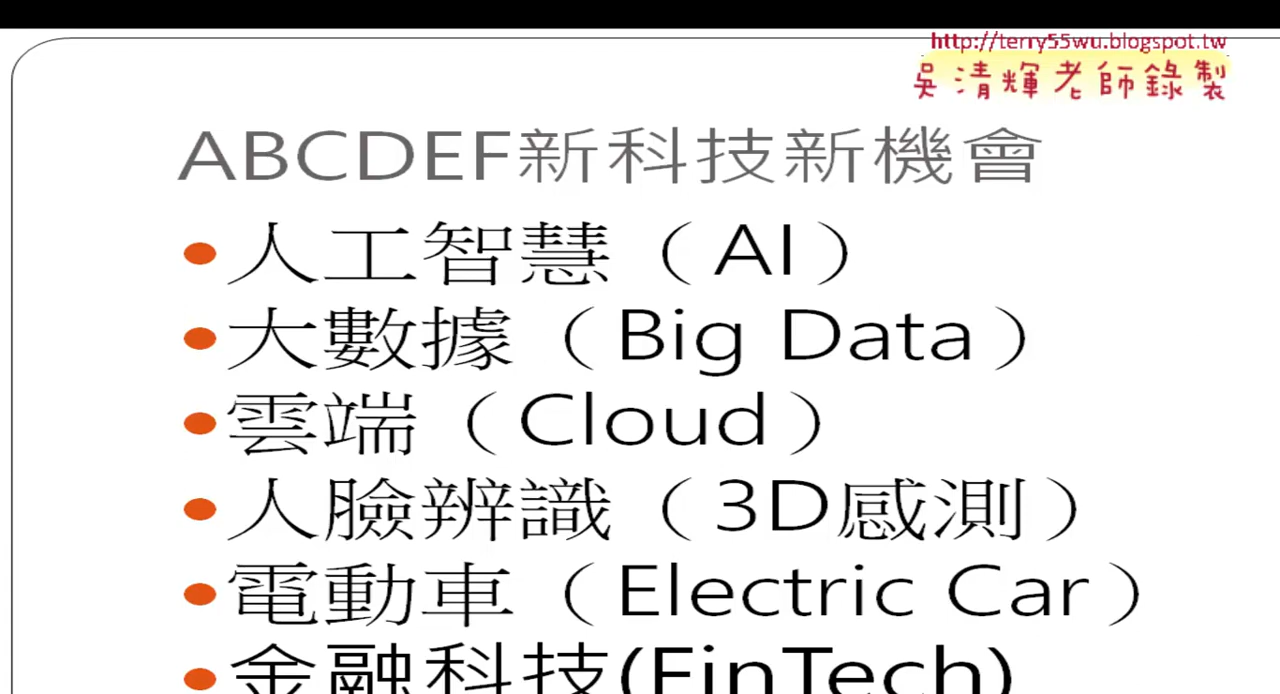 http://terry55wu.blogspot.tw
吳清輝老師錄製
ABCDEF新科技新機會
人工智慧（AI）
大數據（Big Data）
雲端（Cloud）
人臉辨識（3D感測）
電動車（Electric Car）
金融科技(FinTech)